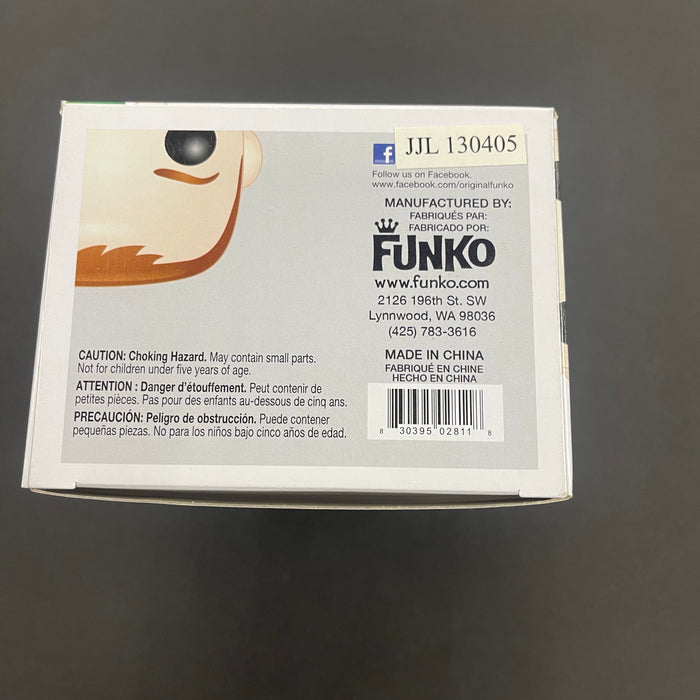 f JJL 130405
Follow us on Facebook.
www.facebook.com/originalfunko
MANUFACTURED BY:
FABRIQUÉS PAR:
FABRICADO POR:
FUNKO
www.funko.com
2126 196th St. SW
Lynnwood, WA 98036
(425) 783-3616
MADE IN CHINA
FABRIQUÉ EN CHINE
HECHO EN CHINA
8 30395 02811 8
CAUTION: Choking Hazard. May contain small parts.
Not for children under five years of age.
ATTENTION : Danger d'étouffement. Peut contenir de
petites pièces. Pas pour des enfants au-dessous de cinq ans.
PRECAUCIÓN: Peligro de obstrucción. Puede contener
pequeñas piezas. No para los niños bajo cinco años de edad.